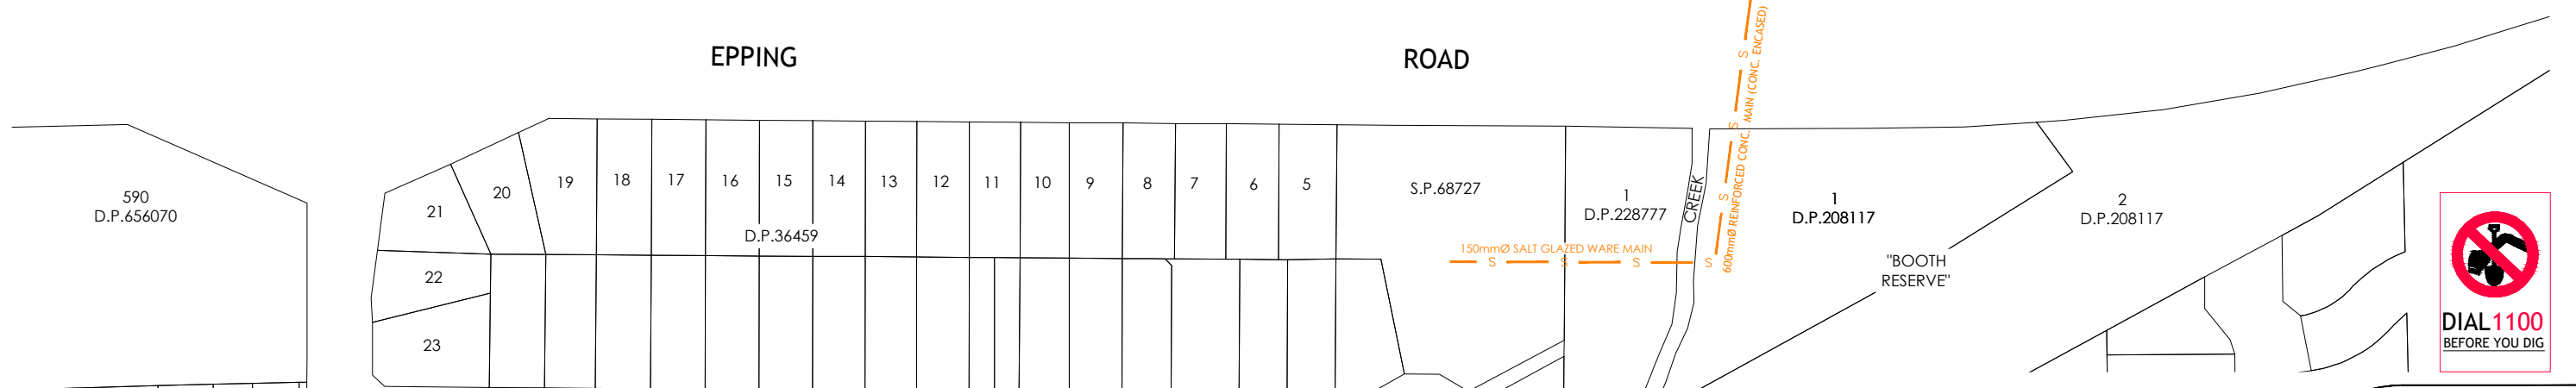 EPPING ROAD
590
D.P.656070
21
20
19
18
17
16
15
14
13
12
11
10
9
8
7
6
5
22
23
D.P.36459
S.P.68727
1
D.P.228777
CREEK
150mmØ SALT GLAZED WARE MAIN
S S S S
600mmØ REINFORCED CONC. MAIN (CONC. ENCASED)
S S S
1
D.P.208117
"BOOTH
RESERVE"
2
D.P.208117
DIAL1100
BEFORE YOU DIG